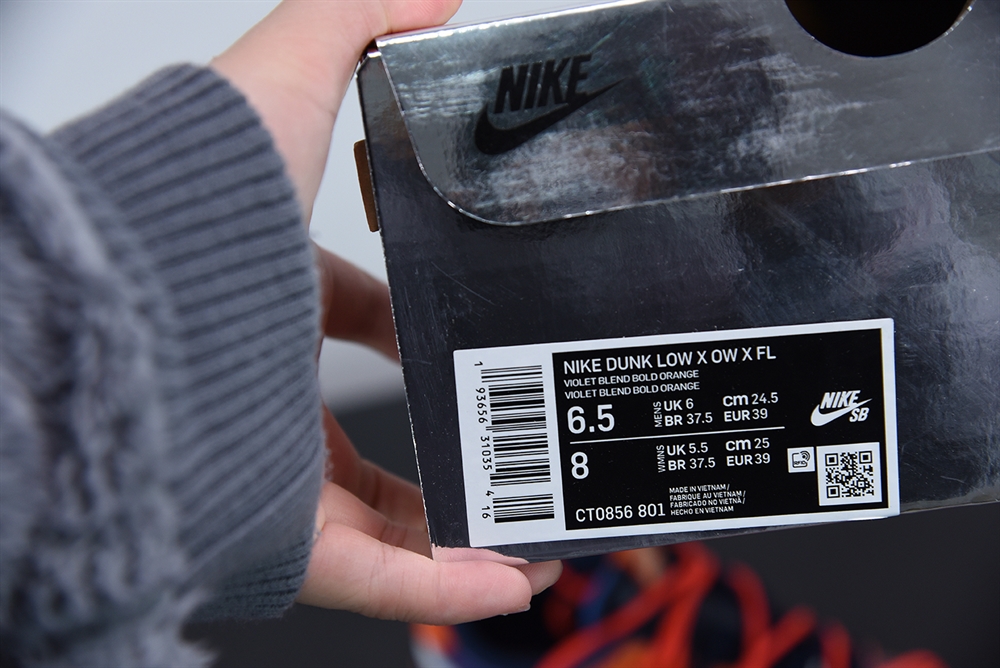 NIKE
NIKE DUNK LOW X OW X FL
VIOLET BLEND BOLD ORANGE
VIOLET BLEND BOLD ORANGE
6.5 MENS UK 6 cm 24.5
BR 37.5 EUR 39
8 WMNS UK 5.5 cm 25
BR 37.5 EUR 39
NIKE SB
RFID
MADE IN VIETNAM /
FABRIQUE AU VIETNAM /
FABRICADO NO VIETNÃ /
HECHO EN VIETNAM
CT0856 801
1 93656 31035 4 16